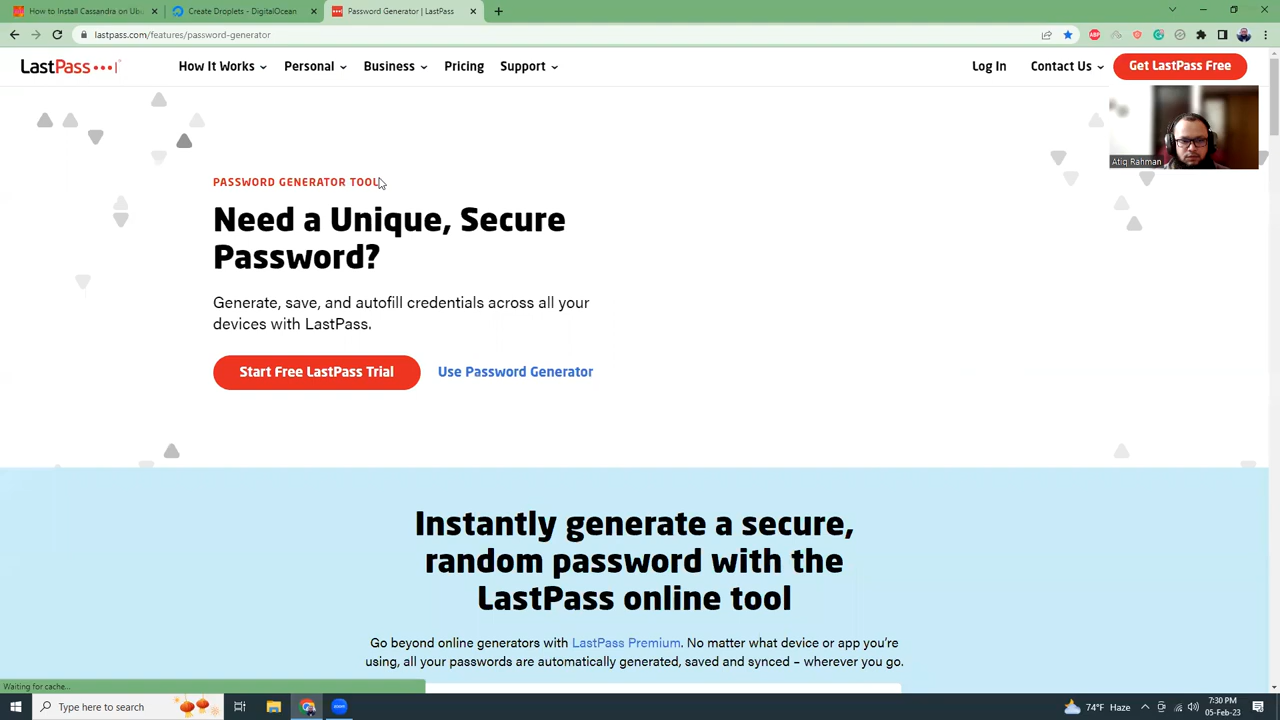 How to Install Cassandra on Ubu
Create Droplets - DigitalOcean
Password Generator | LastPass
lastpass.com/features/password-generator
LastPass
How It Works
Personal
Business
Pricing
Support
Log In
Contact Us
Get LastPass Free
Atiq Rahman
PASSWORD GENERATOR TOOL
Need a Unique, Secure
Password?
Generate, save, and autofill credentials across all your
devices with LastPass.
Start Free LastPass Trial
Use Password Generator
Instantly generate a secure,
random password with the
LastPass online tool
Go beyond online generators with LastPass Premium. No matter what device or app you're
using, all your passwords are automatically generated, saved and synced – wherever you go.
Waiting for cache...
Type here to search
zoom
74°F Haze
7:30 PM
05-Feb-23